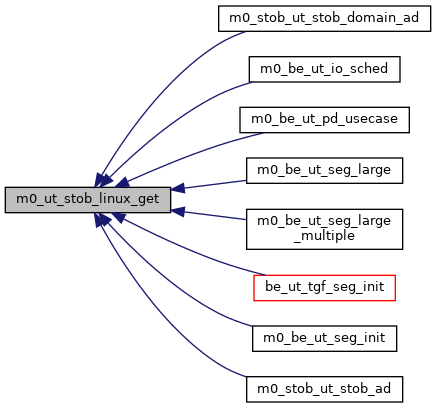 m0_stob_ut_stob_domain_ad
m0_be_ut_io_sched
m0_be_ut_pd_usecase
m0_be_ut_seg_large
m0_ut_stob_linux_get
m0_be_ut_seg_large
_multiple
be_ut_tgf_seg_init
m0_be_ut_seg_init
m0_stob_ut_stob_ad